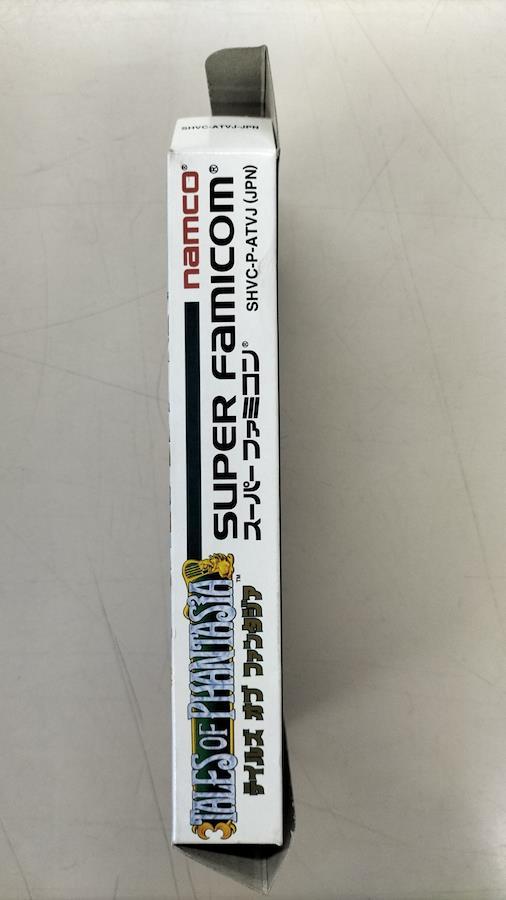 SHVC-ATVJ-JPN
namco®
SUPER FAMICOM®
スーパーファミコン®
SHVC-P-ATVJ (JPN)
TALES OF PHANTASIA™
テイルズ オブ ファンタジア